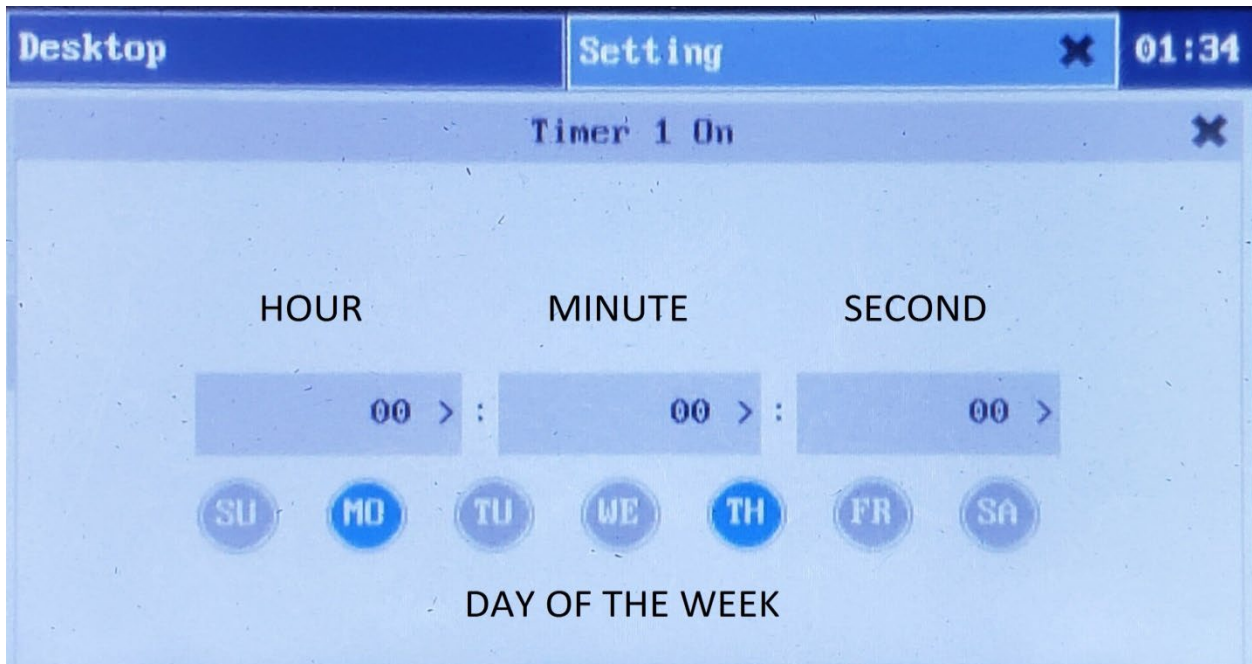 Desktop Setting 01:34
Timer 1 On
HOUR MINUTE SECOND
00 > : 00 > : 00 >
SU MO TU WE TH FR SA
DAY OF THE WEEK